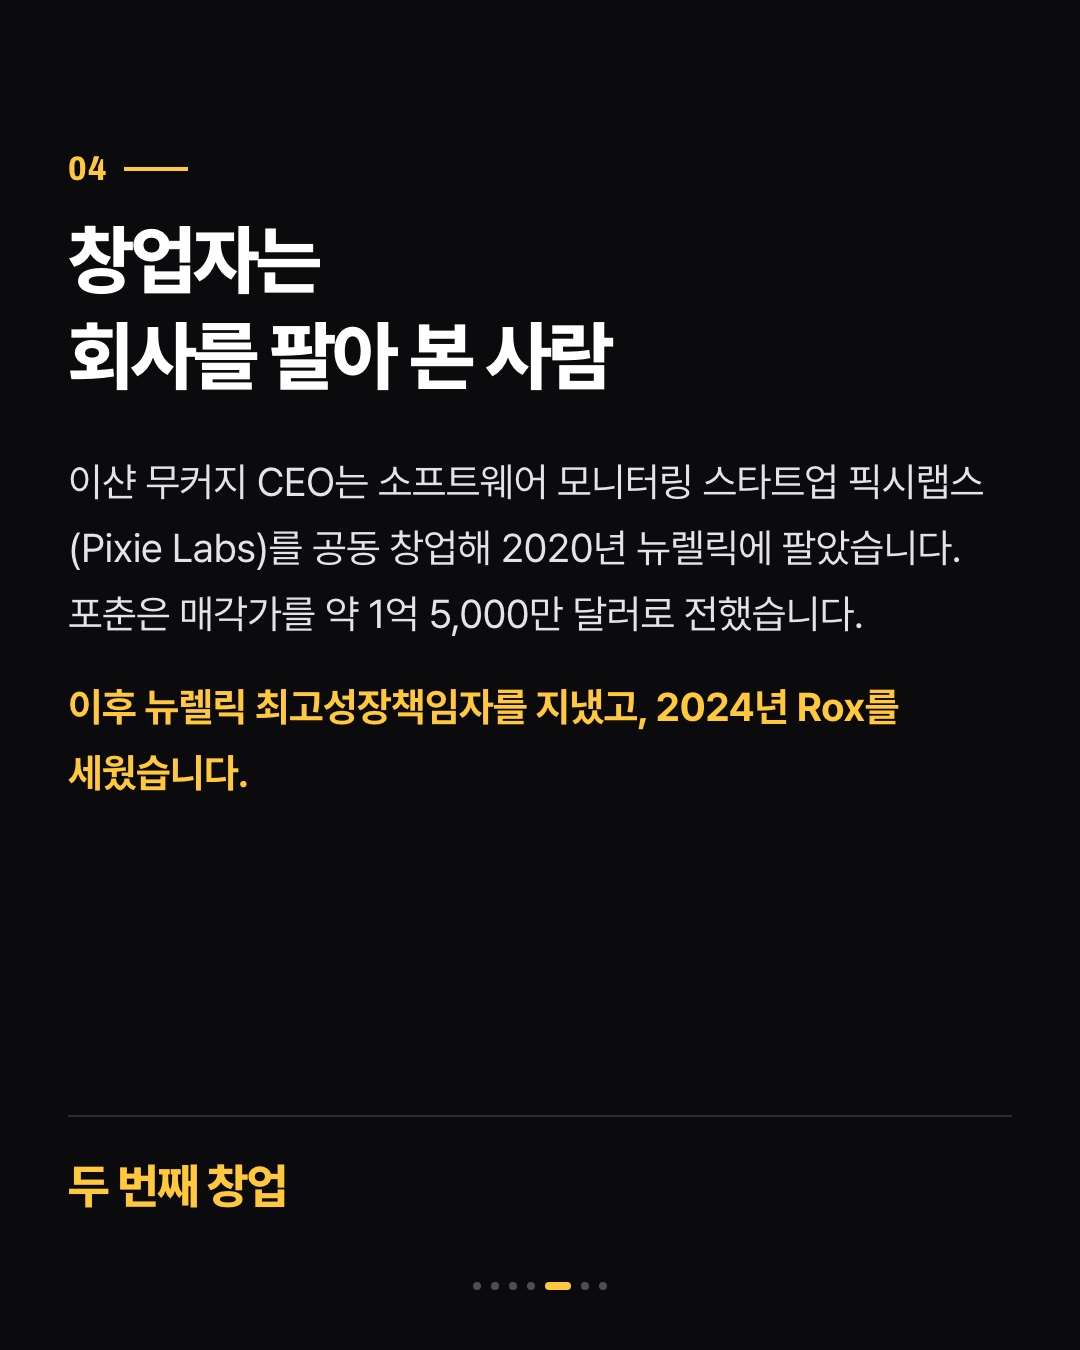 04
창업자는
회사를 팔아 본 사람
이샨 무커지 CEO는 소프트웨어 모니터링 스타트업 픽시랩스
(Pixie Labs)를 공동 창업해 2020년 뉴렐릭에 팔았습니다.
포춘은 매각가를 약 1억 5,000만 달러로 전했습니다.
이후 뉴렐릭 최고성장책임자를 지냈고, 2024년 Rox를
세웠습니다.
두 번째 창업